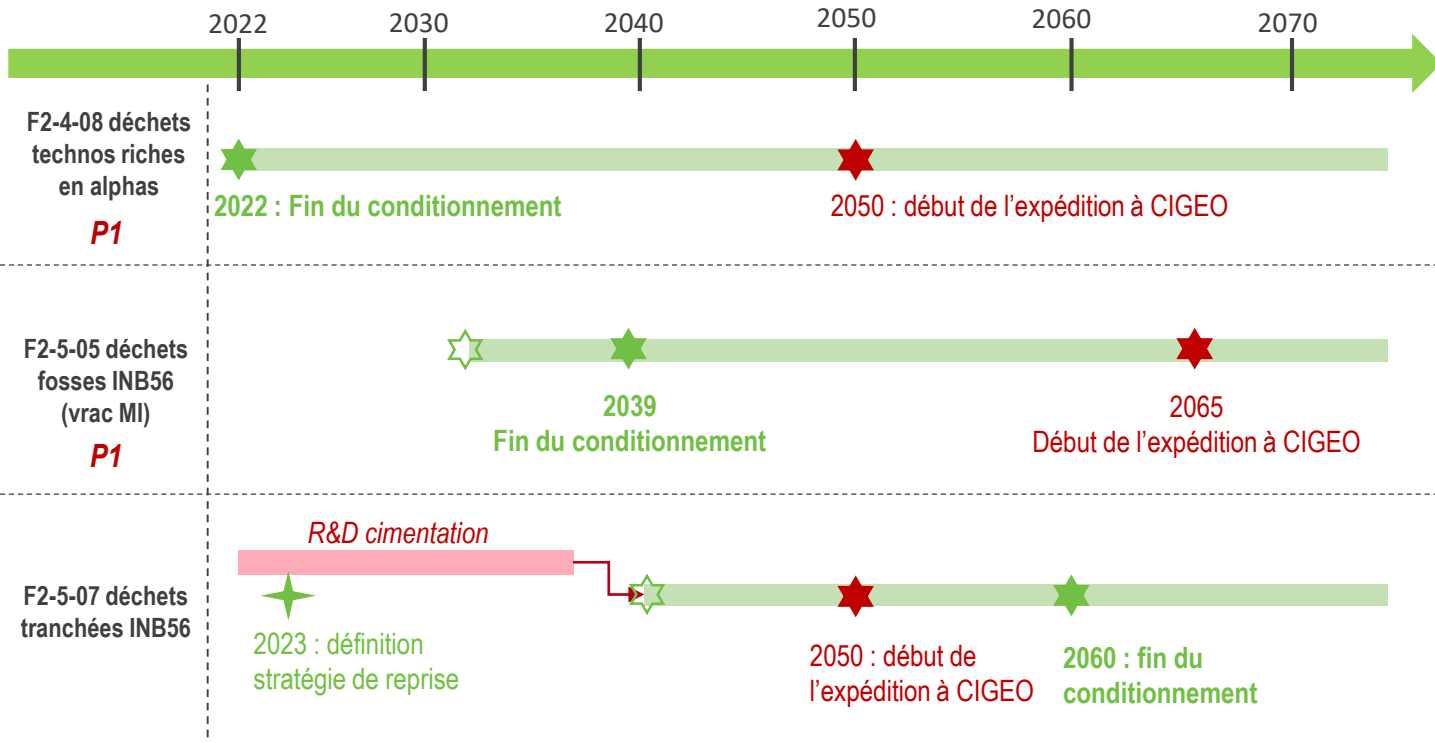 2022
2030
2040
2050
2060
2070
F2-4-08 déchets
technos riches
en alphas
P1
2022 : Fin du conditionnement
2050 : début de l'expédition à CIGEO
F2-5-05 déchets
fosses INB56
(vrac MI)
P1
2039
Fin du conditionnement
2065
Début de l'expédition à CIGEO
F2-5-07 déchets
tranchées INB56
R&D cimentation
2023 : définition
stratégie de reprise
2050 : début de
l'expédition à CIGEO
2060 : fin du
conditionnement